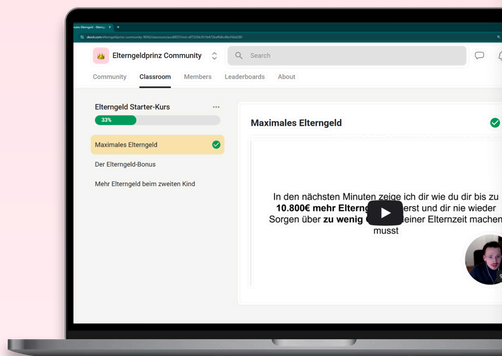 Elterngeldprinz Community
Search
Community Classroom Members Leaderboards About
Elterngeld Starter-Kurs
33%
Maximales Elterngeld
Der Elterngeld-Bonus
Mehr Elterngeld beim zweiten Kind
Maximales Elterngeld
In den nächsten Minuten zeige ich dir wie du dir bis zu
10.800€ mehr Elterng erst und dir nie wieder
Sorgen über zu wenig einer Elternzeit machen
musst